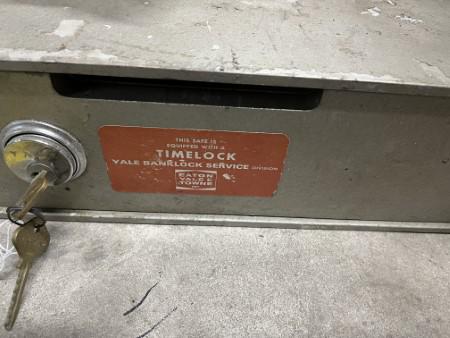 THIS SAFE IS
EQUIPPED WITH A
TIMELOCK
YALE BANKLOCK SERVICE DIVISION
EATON
YALE &
TOWNE